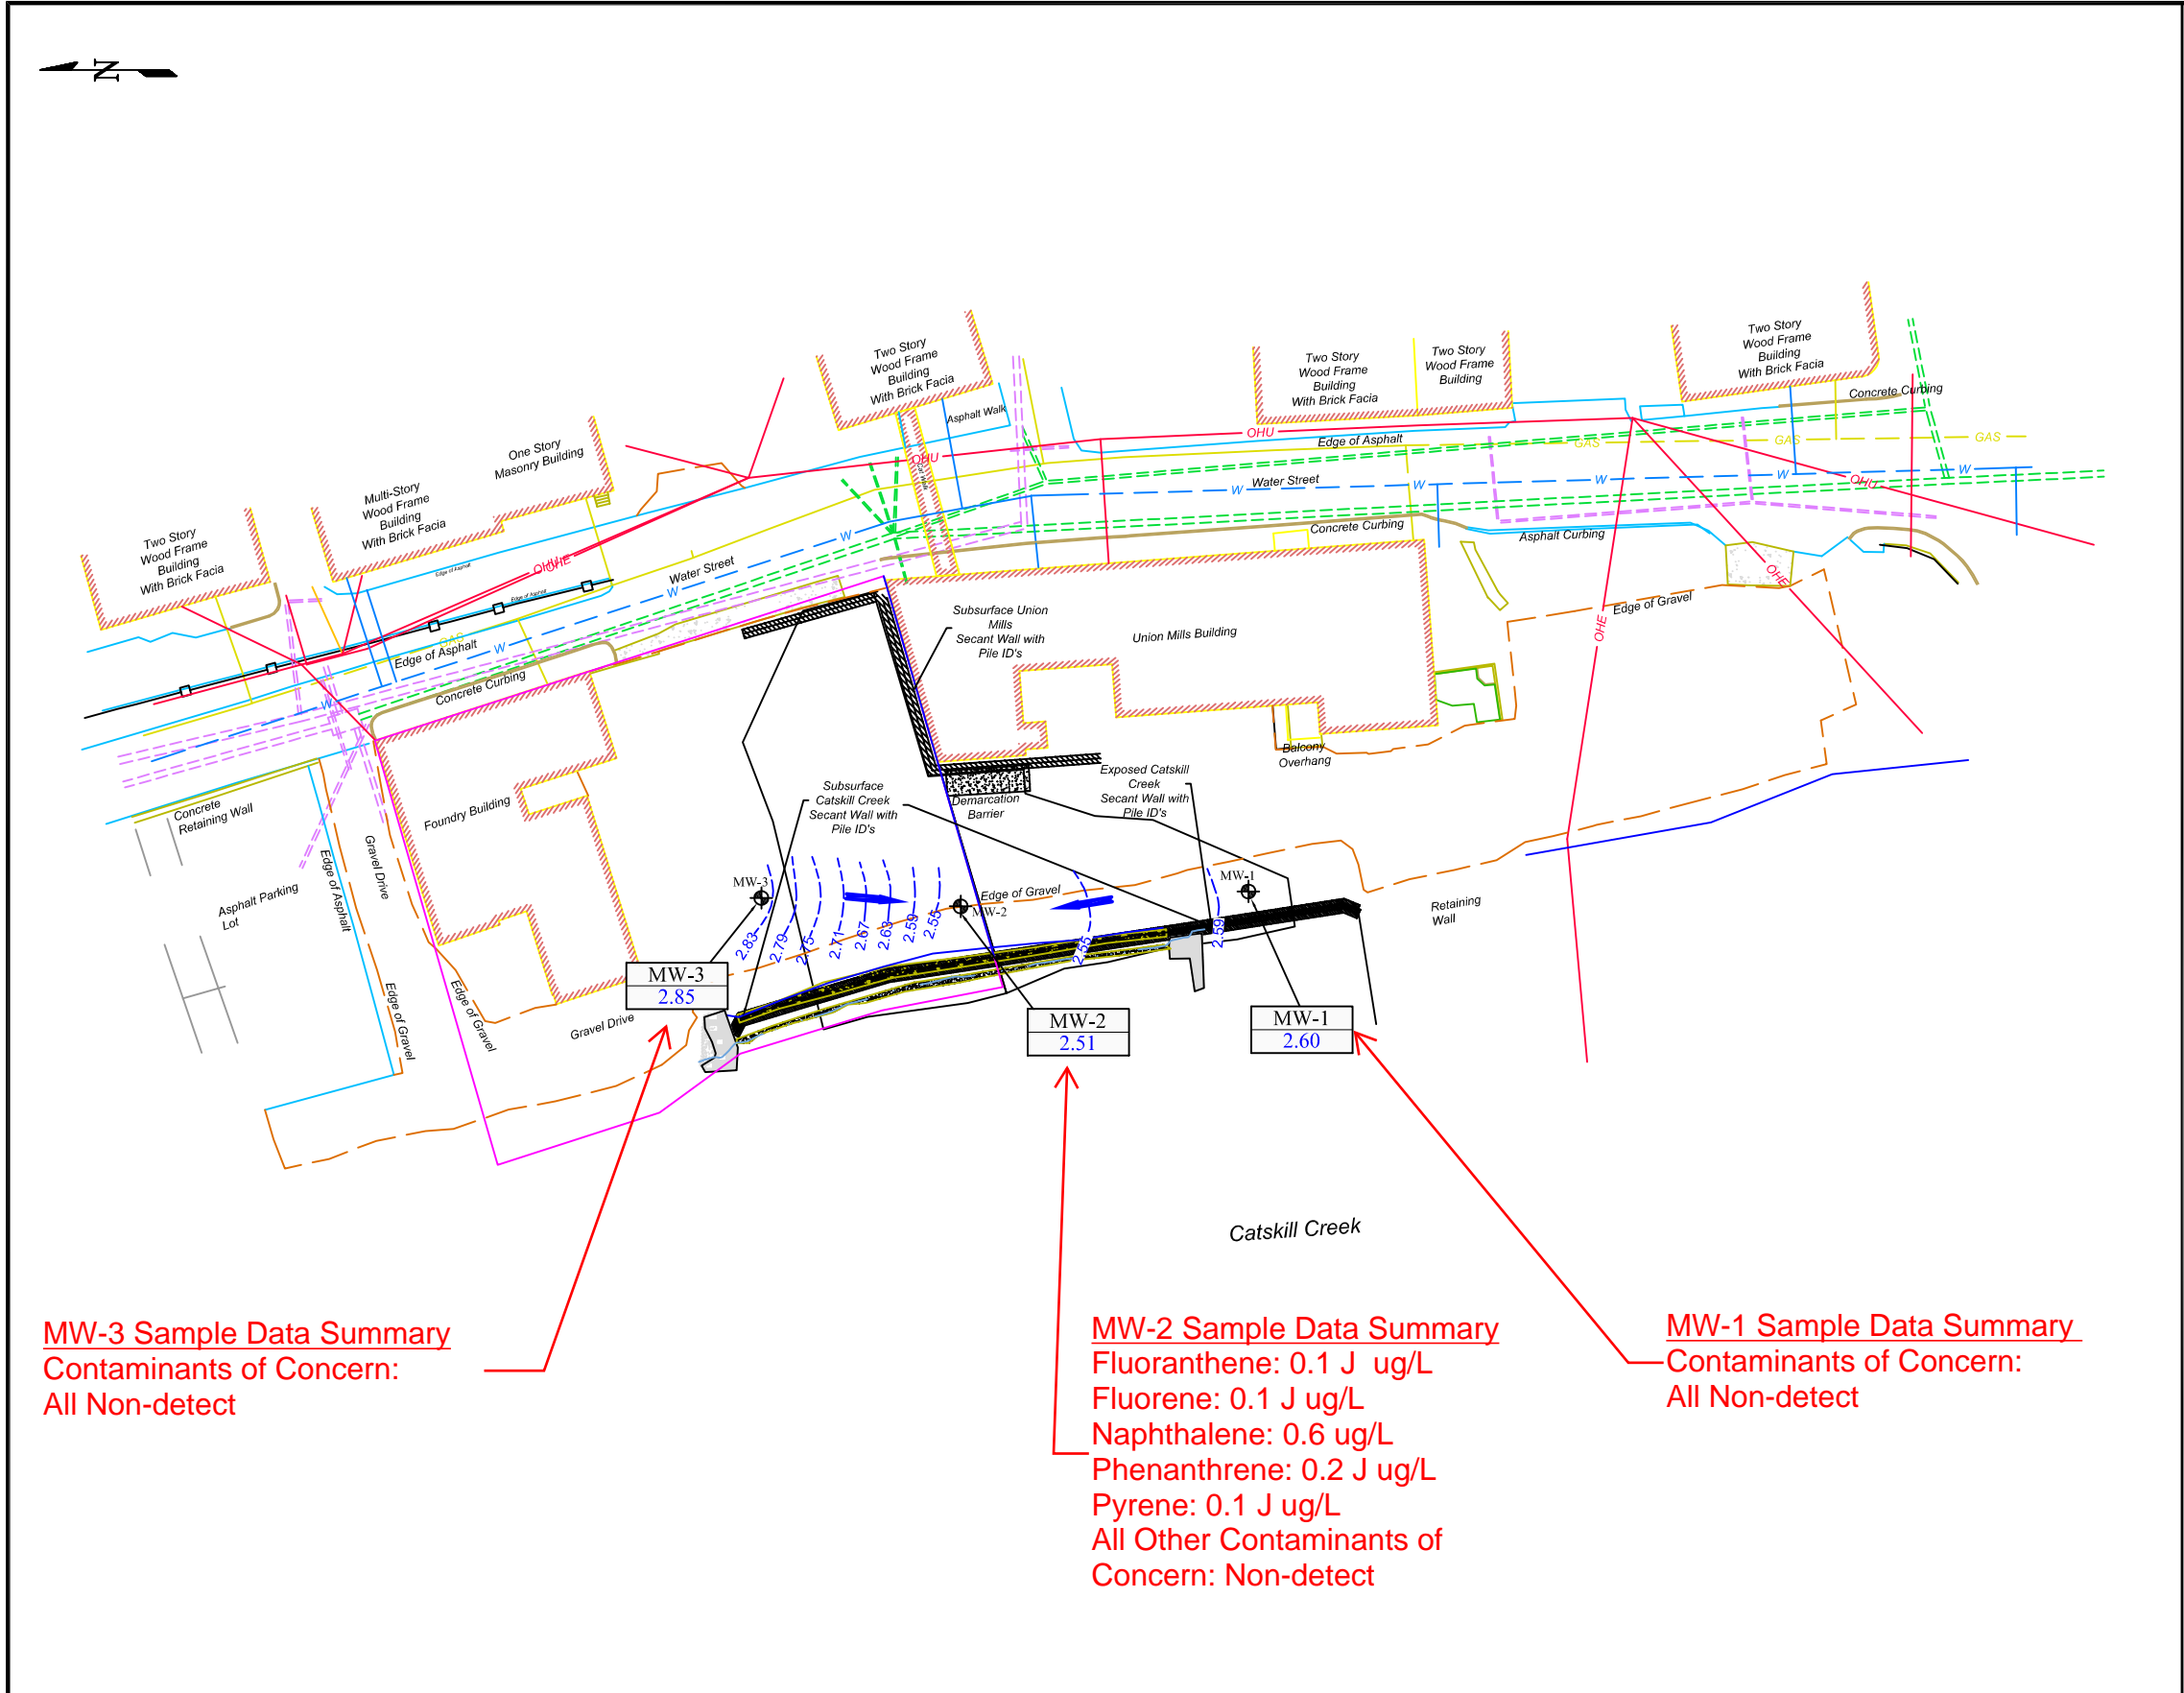 N
Two Story
Wood Frame
Building
With Brick Facia
Two Story
Wood Frame
Building
With Brick Facia
Two Story
Wood Frame
Building
Two Story
Wood Frame
Building
With Brick Facia
Concrete Curbing
Asphalt Walk
One Story
Masonry Building
Multi-Story
Wood Frame
Building
With Brick Facia
Two Story
Wood Frame
Building
With Brick Facia
OHU
OHU
Edge of Asphalt
GAS
GAS
GAS
Water Street
W
W
W
W
W
W
OHU
Concrete Curbing
Asphalt Curbing
OHE
OHE
Edge of Gravel
OHU
OHE
Edge of Asphalt
Edge of Asphalt
Water Street
W
W
W
GAS
Edge of Asphalt
Concrete Curbing
W
Subsurface Union
Mills
Secant Wall with
Pile ID's
Union Mills Building
Balcony
Overhang
Subsurface
Catskill Creek
Secant Wall with
Pile ID's
Demarcation
Barrier
Exposed Catskill
Creek
Secant Wall with
Pile ID's
Concrete
Retaining Wall
Foundry Building
Gravel Drive
Edge of Asphalt
Asphalt Parking
Lot
MW-3
MW-2
MW-1
Edge of Gravel
Retaining
Wall
2.83
2.79
2.75
2.71
2.67
2.63
2.59
2.55
2.55
2.59
Edge of Gravel
Edge of Gravel
Gravel Drive
MW-3
2.85
MW-2
2.51
MW-1
2.60
Catskill Creek
MW-3 Sample Data Summary
Contaminants of Concern:
All Non-detect
MW-2 Sample Data Summary
Fluoranthene: 0.1 J ug/L
Fluorene: 0.1 J ug/L
Naphthalene: 0.6 ug/L
Phenanthrene: 0.2 J ug/L
Pyrene: 0.1 J ug/L
All Other Contaminants of
Concern: Non-detect
MW-1 Sample Data Summary
Contaminants of Concern:
All Non-detect